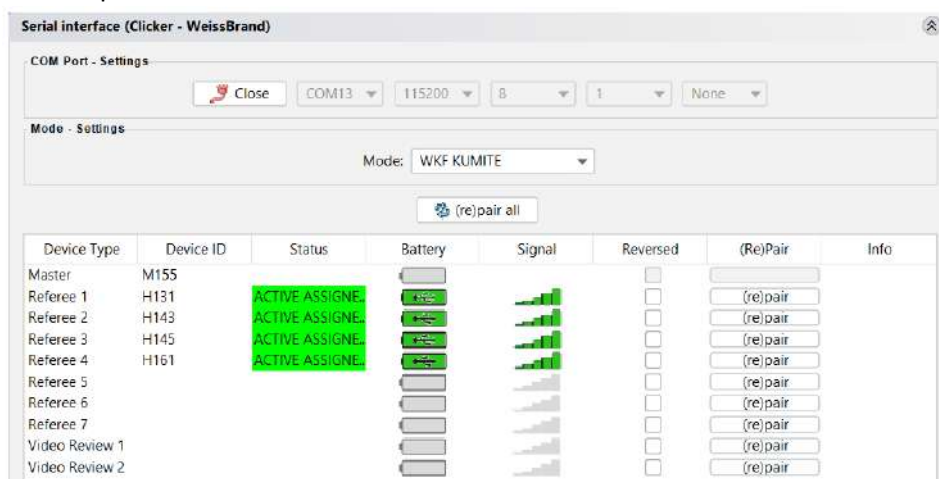 Serial interface (Clicker - WeissBrand)
COM Port - Settings
Close COM13 115200 8 1 None
Mode - Settings
Mode: WKF KUMITE
(re)pair all
Device Type Device ID Status Battery Signal Reversed (Re)Pair Info
Master M155
Referee 1 H131 ACTIVE ASSIGNE.. (re)pair
Referee 2 H143 ACTIVE ASSIGNE.. (re)pair
Referee 3 H145 ACTIVE ASSIGNE.. (re)pair
Referee 4 H161 ACTIVE ASSIGNE.. (re)pair
Referee 5 (re)pair
Referee 6 (re)pair
Referee 7 (re)pair
Video Review 1 (re)pair
Video Review 2 (re)pair